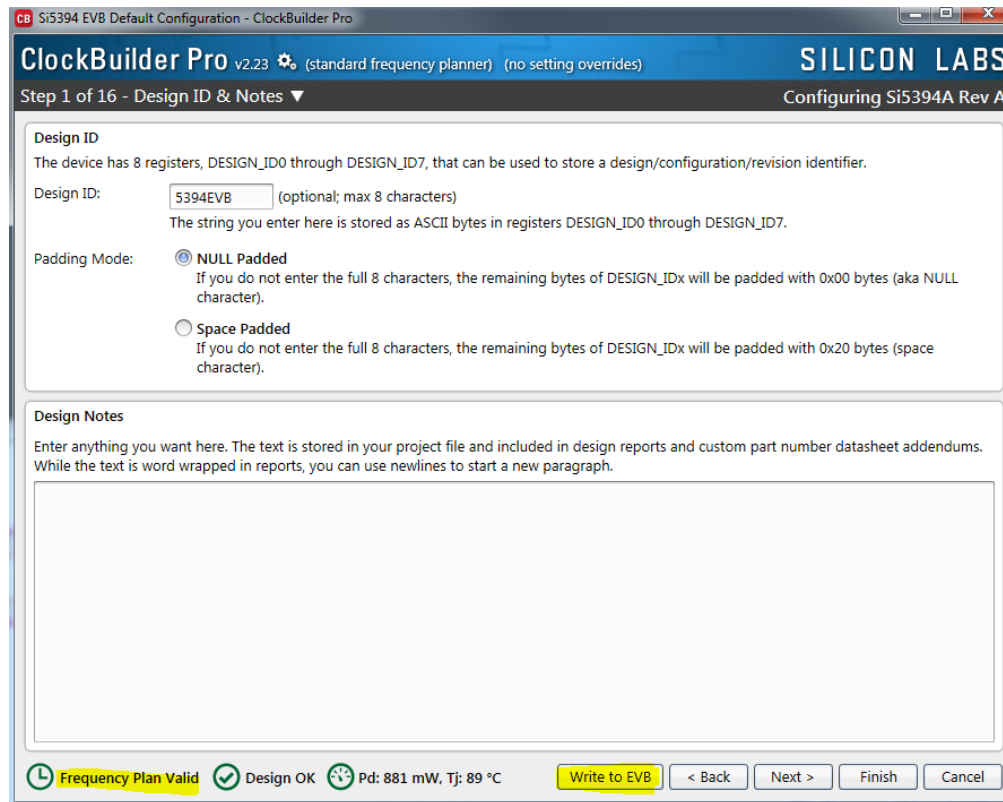 CB Si5394 EVB Default Configuration - ClockBuilder Pro
ClockBuilder Pro v2.23 (standard frequency planner) (no setting overrides) SILICON LABS
Step 1 of 16 - Design ID & Notes ▼ Configuring Si5394A Rev A
Design ID
The device has 8 registers, DESIGN_ID0 through DESIGN_ID7, that can be used to store a design/configuration/revision identifier.
Design ID: 5394EVB (optional; max 8 characters)
The string you enter here is stored as ASCII bytes in registers DESIGN_ID0 through DESIGN_ID7.
Padding Mode: NULL Padded
If you do not enter the full 8 characters, the remaining bytes of DESIGN_IDx will be padded with 0x00 bytes (aka NULL
character).
Space Padded
If you do not enter the full 8 characters, the remaining bytes of DESIGN_IDx will be padded with 0x20 bytes (space
character).
Design Notes
Enter anything you want here. The text is stored in your project file and included in design reports and custom part number datasheet addendums.
While the text is word wrapped in reports, you can use newlines to start a new paragraph.
Frequency Plan Valid Design OK Pd: 881 mW, Tj: 89 °C Write to EVB < Back Next > Finish Cancel